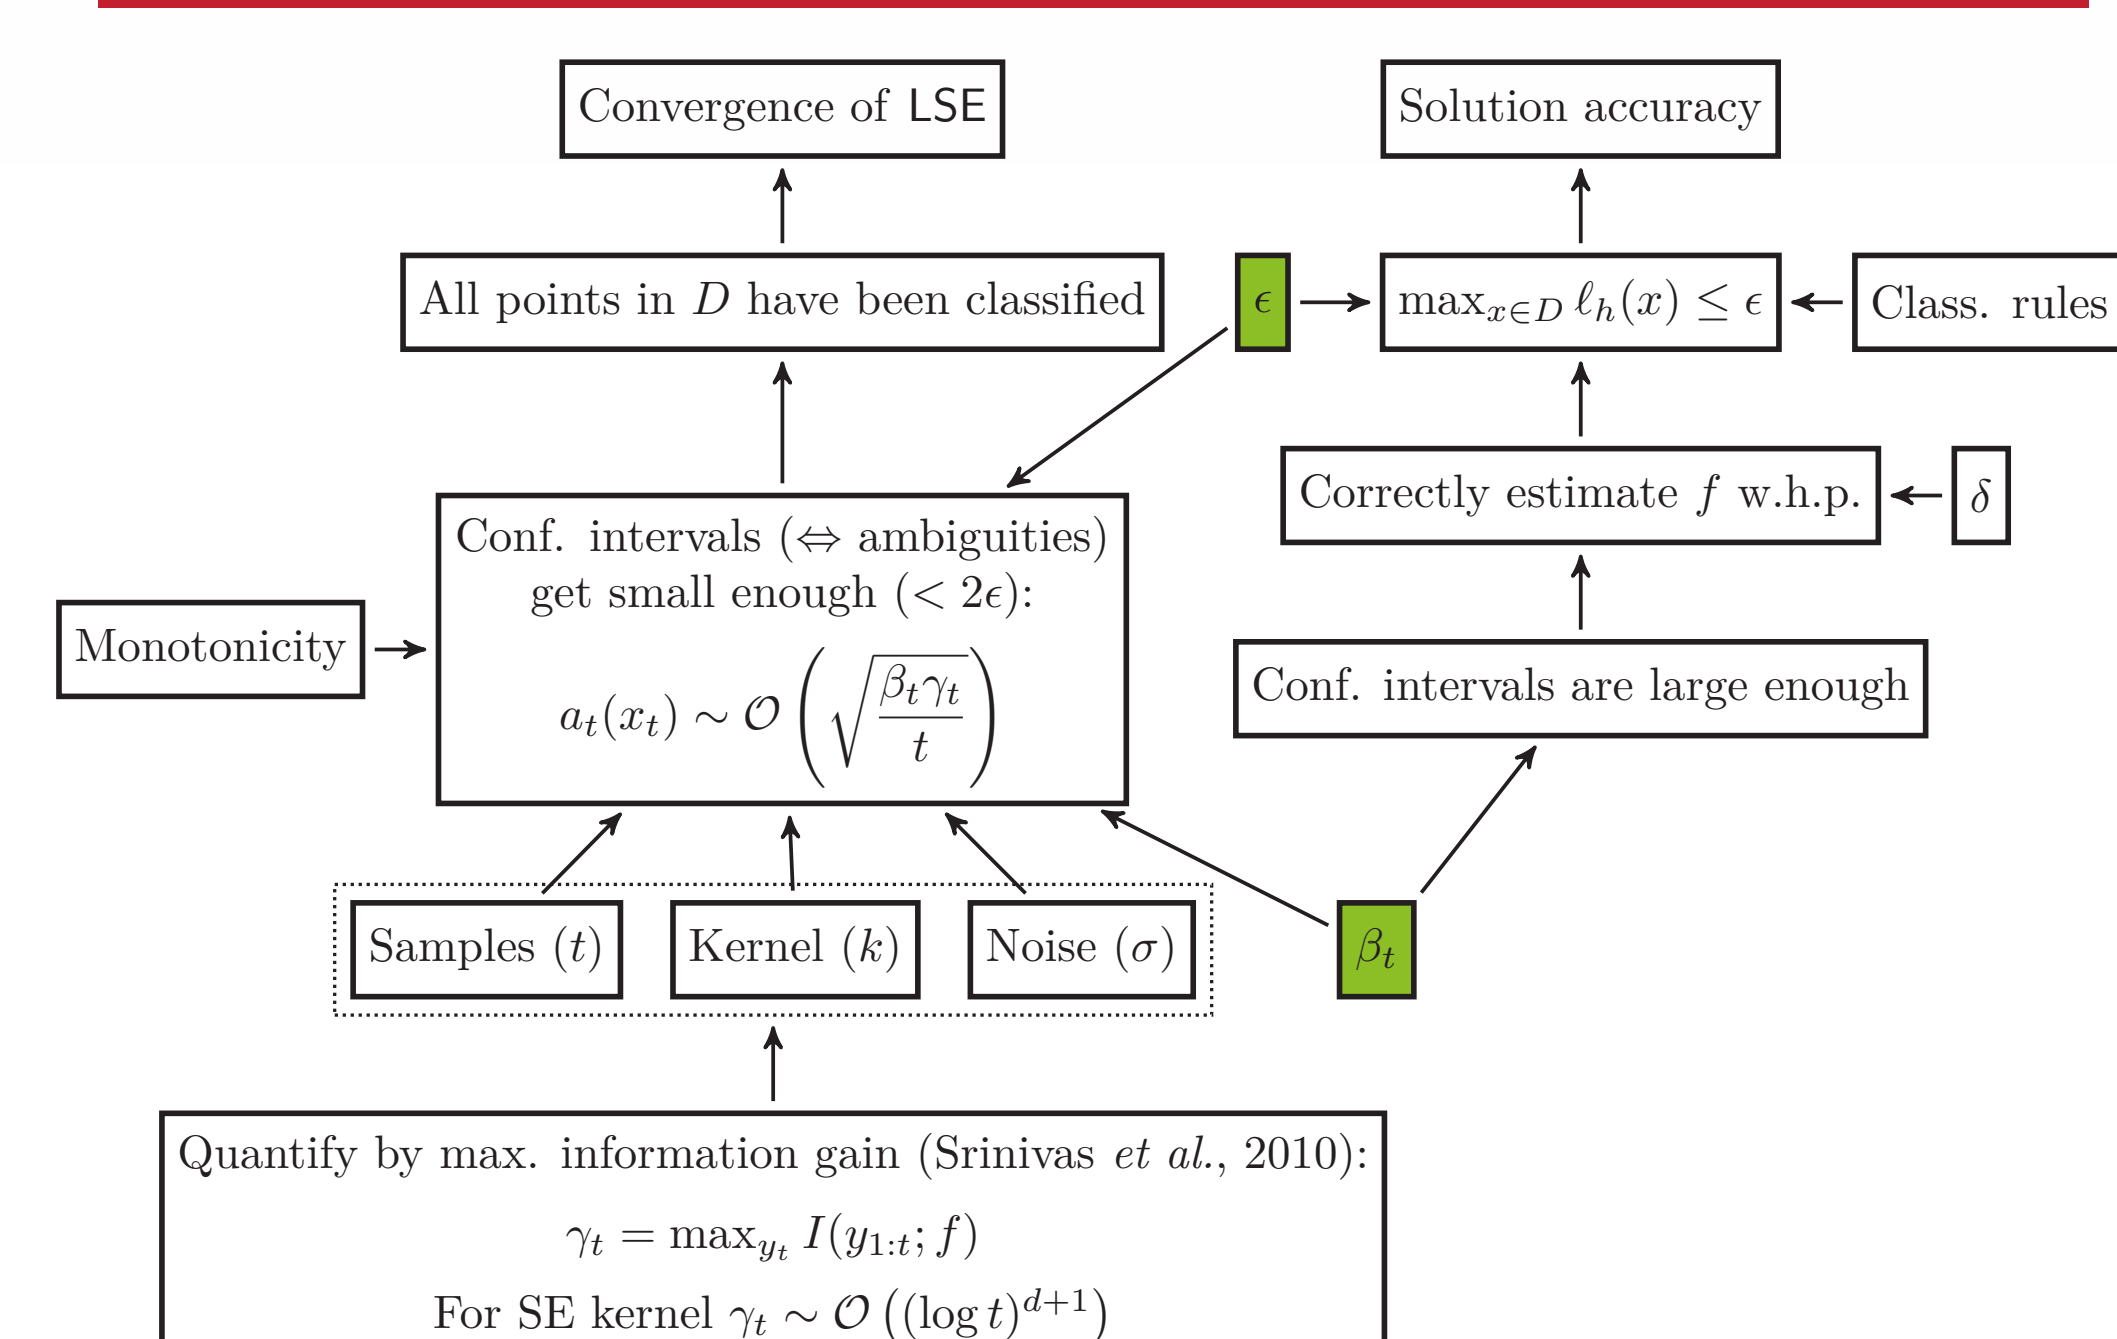 Convergence of LSE
Solution accuracy
All points in D have been classified
ϵ
max_{x∈D} ℓ_h(x) ≤ ϵ
Class. rules
Correctly estimate f w.h.p.
δ
Conf. intervals (⇔ ambiguities)
get small enough (< 2ϵ):
a_t(x_t) ∼ 𝒪(√(β_tγ_t/t))
Monotonicity
Conf. intervals are large enough
Samples (t)
Kernel (k)
Noise (σ)
β_t
Quantify by max. information gain (Srinivas et al., 2010):
γ_t = max_{y_t} I(y_{1:t}; f)
For SE kernel γ_t ∼ 𝒪((log t)^{d+1})